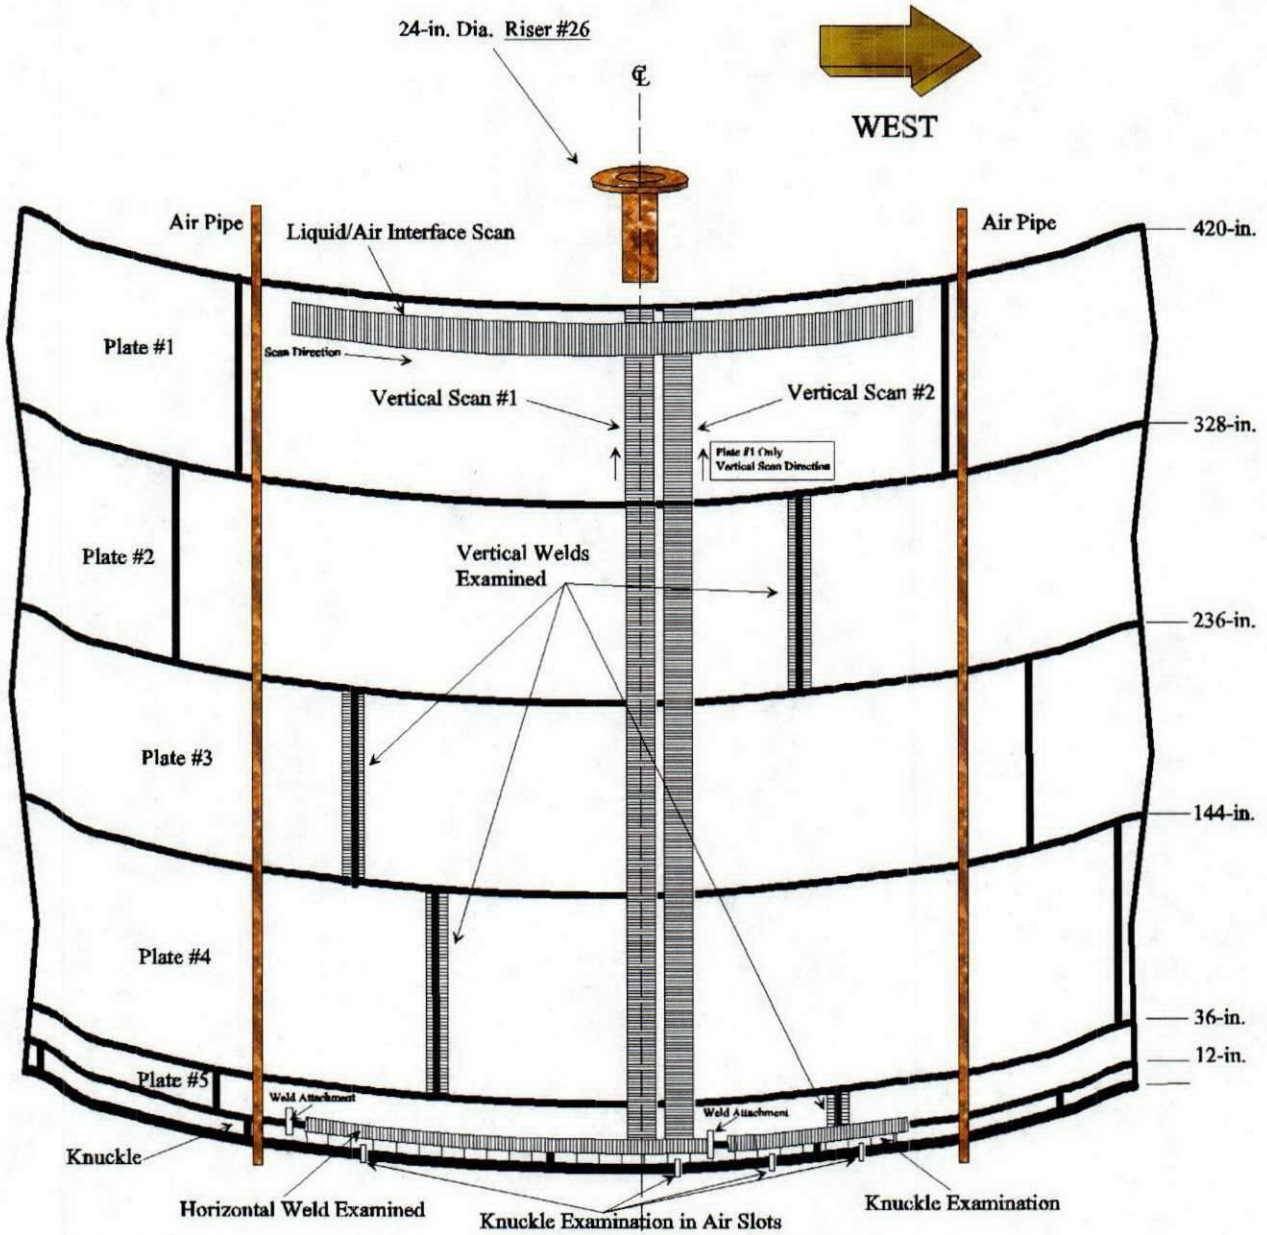 24-in. Dia. Riser #26
℄
WEST
Air Pipe
Liquid/Air Interface Scan
Air Pipe
420-in.
Plate #1
Scan Direction
Vertical Scan #1
Vertical Scan #2
328-in.
Plate #1 Only
Vertical Scan Direction
Plate #2
Vertical Welds
Examined
236-in.
Plate #3
144-in.
Plate #4
36-in.
12-in.
Plate #5
Weld Attachment
Weld Attachment
Knuckle
Horizontal Weld Examined
Knuckle Examination in Air Slots
Knuckle Examination